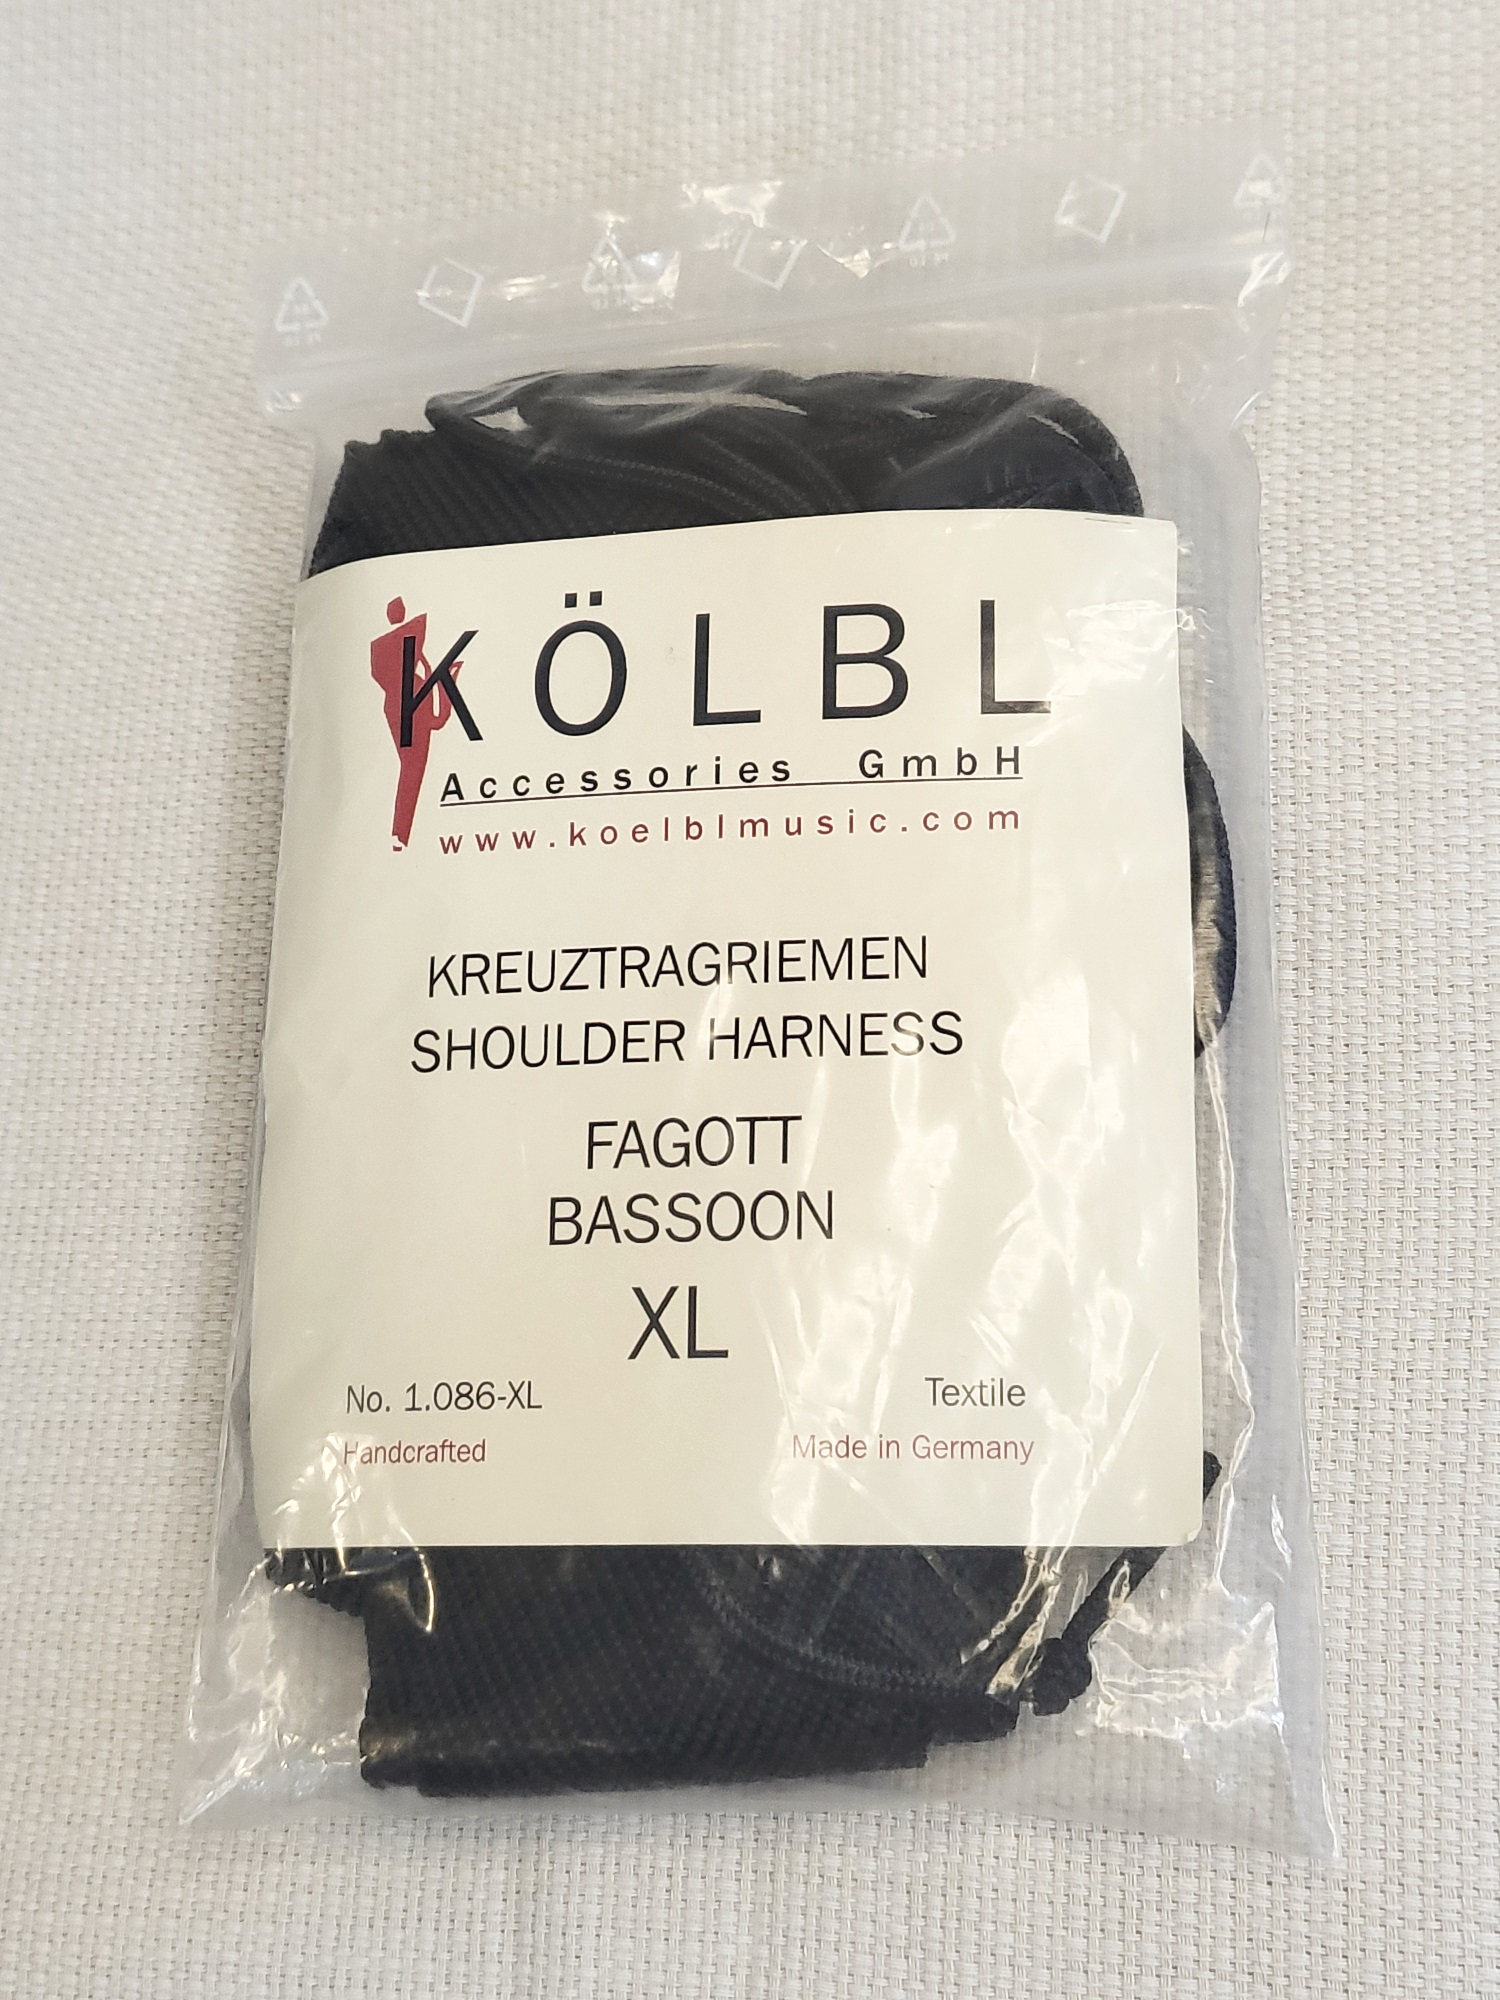 KÖLBL
Accessories GmbH
www.koelblmusic.com
KREUZTRAGRIEMEN
SHOULDER HARNESS
FAGOTT
BASSOON
XL
No. 1.086-XL
Textile
Handcrafted
Made in Germany